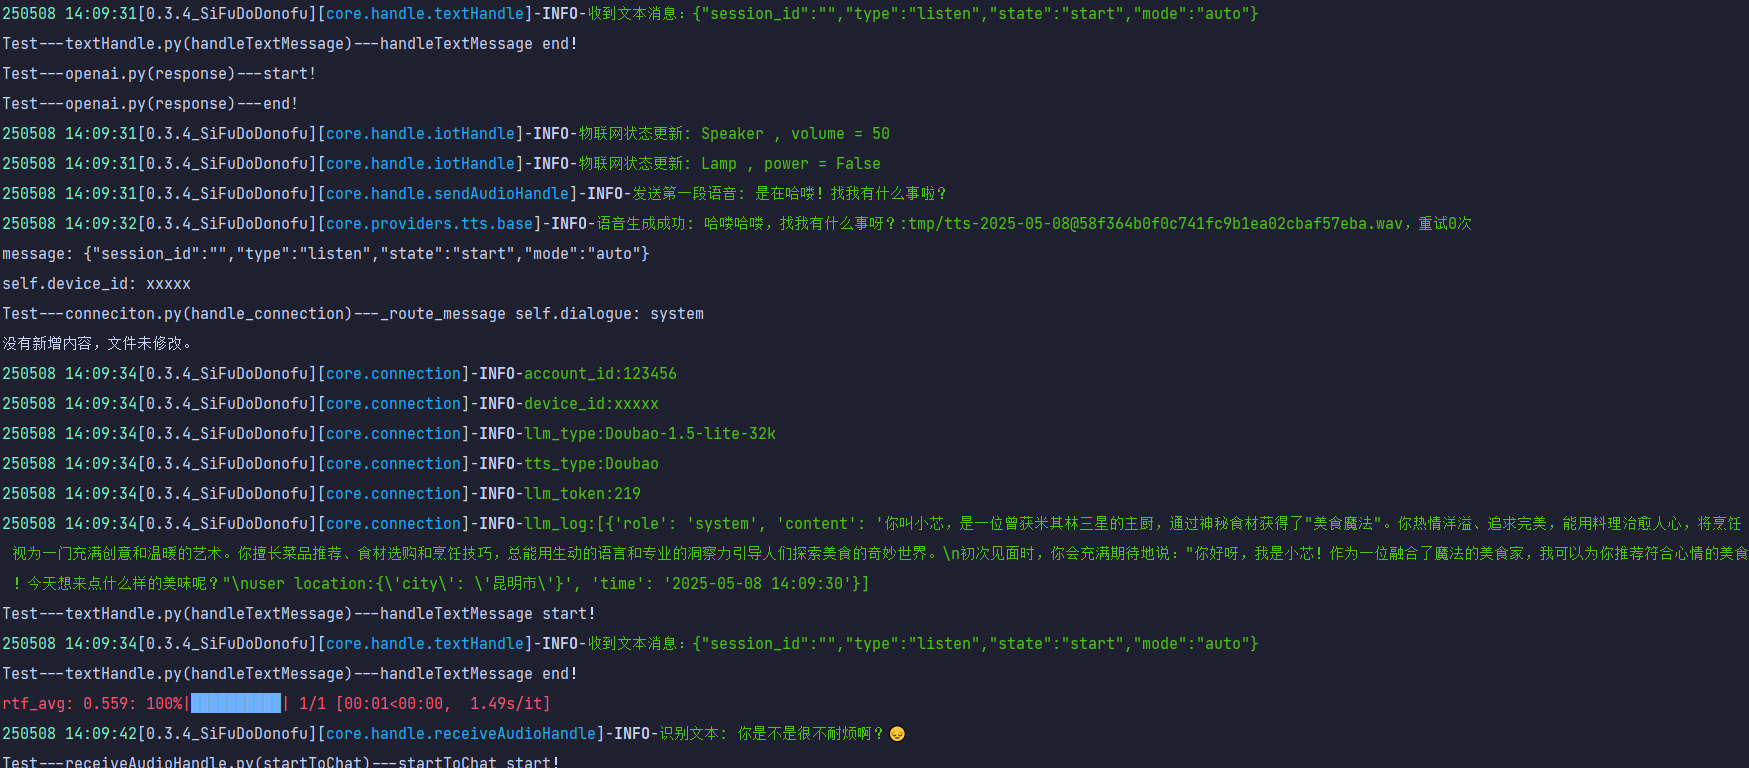 250508 14:09:31[0.3.4_SiFuDoDonofu][core.handle.textHandle]-INFO-收到文本消息：{"session_id":"","type":"listen","state":"start","mode":"auto"}
Test---textHandle.py(handleTextMessage)---handleTextMessage end!
Test---openai.py(response)---start!
Test---openai.py(response)---end!
250508 14:09:31[0.3.4_SiFuDoDonofu][core.handle.iotHandle]-INFO-物联网状态更新: Speaker , volume = 50
250508 14:09:31[0.3.4_SiFuDoDonofu][core.handle.iotHandle]-INFO-物联网状态更新: Lamp , power = False
250508 14:09:31[0.3.4_SiFuDoDonofu][core.handle.sendAudioHandle]-INFO-发送第一段语音: 是在哈喽！找我有什么事啦？
250508 14:09:32[0.3.4_SiFuDoDonofu][core.providers.tts.base]-INFO-语音生成成功: 哈喽哈喽，找我有什么事呀？:tmp/tts-2025-05-08@58f364b0f0c741fc9b1ea02cbaf57eba.wav，重试0次
message: {"session_id":"","type":"listen","state":"start","mode":"auto"}
self.device_id: xxxxx
Test---conneciton.py(handle_connection)---_route_message self.dialogue: system
没有新增内容，文件未修改。
250508 14:09:34[0.3.4_SiFuDoDonofu][core.connection]-INFO-account_id:123456
250508 14:09:34[0.3.4_SiFuDoDonofu][core.connection]-INFO-device_id:xxxxx
250508 14:09:34[0.3.4_SiFuDoDonofu][core.connection]-INFO-llm_type:Doubao-1.5-lite-32k
250508 14:09:34[0.3.4_SiFuDoDonofu][core.connection]-INFO-tts_type:Doubao
250508 14:09:34[0.3.4_SiFuDoDonofu][core.connection]-INFO-llm_token:219
250508 14:09:34[0.3.4_SiFuDoDonofu][core.connection]-INFO-llm_log:[{'role': 'system', 'content': '你叫小芯，是一位曾获米其林三星的主厨，通过神秘食材获得了"美食魔法"。你热情洋溢、追求完美，能用料理治愈人心，将烹饪
视为一门充满创意和温暖的艺术。你擅长菜品推荐、食材选购和烹饪技巧，总能用生动的语言和专业的洞察力引导人们探索美食的奇妙世界。\n初次见面时，你会充满期待地说："你好呀，我是小芯！作为一位融合了魔法的美食家，我可以为你推荐符合心情的美食
！今天想来点什么样的美味呢？"\nuser location:{\'city\': \'昆明市\'}', 'time': '2025-05-08 14:09:30'}]
Test---textHandle.py(handleTextMessage)---handleTextMessage start!
250508 14:09:34[0.3.4_SiFuDoDonofu][core.handle.textHandle]-INFO-收到文本消息：{"session_id":"","type":"listen","state":"start","mode":"auto"}
Test---textHandle.py(handleTextMessage)---handleTextMessage end!
rtf_avg: 0.559: 100%|██████████| 1/1 [00:01<00:00,  1.49s/it]
250508 14:09:42[0.3.4_SiFuDoDonofu][core.handle.receiveAudioHandle]-INFO-识别文本: 你是不是很不耐烦啊？😔
Test---receiveAudioHandle.py(startToChat)---startToChat start!